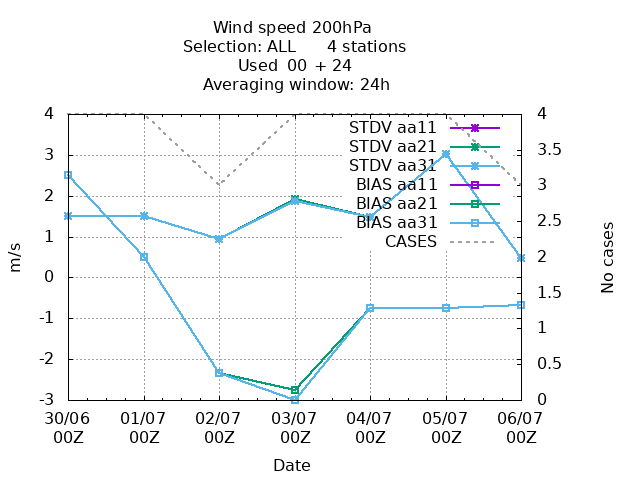 Wind speed 200hPa
Selection: ALL 4 stations
Used 00 + 24
Averaging window: 24h
STDV aa11
STDV aa21
STDV aa31
BIAS aa11
BIAS aa21
BIAS aa31
CASES
4
3
2
1
0
-1
-2
-3
m/s
4
3.5
3
2.5
2
1.5
1
0.5
0
No cases
30/06 01/07 02/07 03/07 04/07 05/07 06/07
00Z 00Z 00Z 00Z 00Z 00Z 00Z
Date